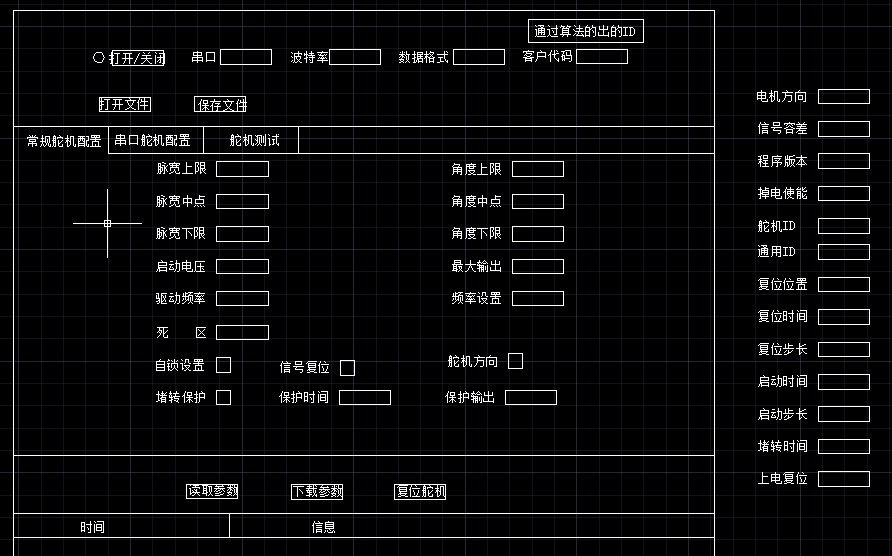 通过算法的出的ID
打开/关闭 串口 波特率 数据格式 客户代码
打开文件 保存文件
常规舵机配置 串口舵机配置 舵机测试
脉宽上限 角度上限
脉宽中点 角度中点
脉宽下限 角度下限
启动电压 最大输出
驱动频率 频率设置
死 区
自锁设置 信号复位 舵机方向
堵转保护 保护时间 保护输出
读取参数 下载参数 复位舵机
时间 信息
电机方向
信号容差
程序版本
掉电使能
舵机ID
通用ID
复位位置
复位时间
复位步长
启动时间
启动步长
堵转时间
上电复位